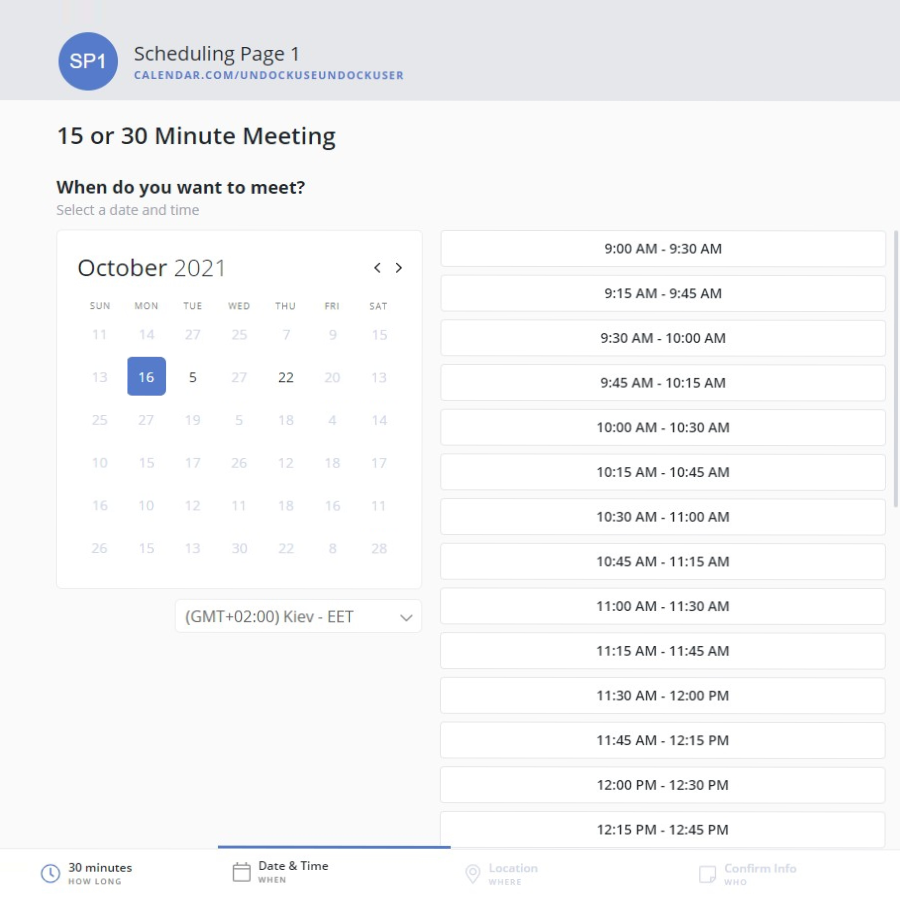 SP1
Scheduling Page 1
CALENDAR.COM/UNDOCKUSEUNDOCKUSER
15 or 30 Minute Meeting
When do you want to meet?
Select a date and time
October 2021
SUN MON TUE WED THU FRI SAT
11 14 27 25 7 9 15
13 16 5 27 22 20 13
25 27 19 5 18 4 14
10 15 17 26 12 18 17
16 10 12 11 18 16 11
26 15 13 30 22 8 28
(GMT+02:00) Kiev - EET
9:00 AM - 9:30 AM
9:15 AM - 9:45 AM
9:30 AM - 10:00 AM
9:45 AM - 10:15 AM
10:00 AM - 10:30 AM
10:15 AM - 10:45 AM
10:30 AM - 11:00 AM
10:45 AM - 11:15 AM
11:00 AM - 11:30 AM
11:15 AM - 11:45 AM
11:30 AM - 12:00 PM
11:45 AM - 12:15 PM
12:00 PM - 12:30 PM
12:15 PM - 12:45 PM
30 minutes
HOW LONG
Date & Time
WHEN
Location
WHERE
Confirm Info
WHO